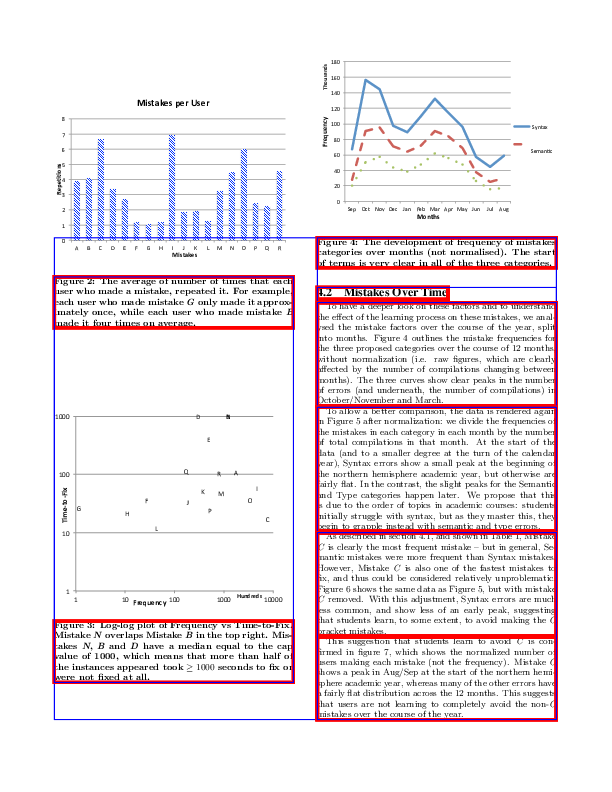 Mistakes per User
8
7
6
5
4
3
2
1
0
Repetitions
A B C D E F G H I J K L M N O P Q R
Mistakes
Figure 2: The average of number of times that each
user who made a mistake, repeated it. For example,
each user who made mistake G only made it approx-
imately once, while each user who made mistake
made it four times on average.
1000
100
10
1
Time-to-Fix
D N
E
Q R A
K M I
G F J O
H P C
L
1 10 100 1000 10000
Hundreds
Frequency
Figure 3: Log-log plot of Frequency vs Time-to-Fix.
Mistake N overlaps Mistake B in the top right. Mis-
takes N, B and D have a median equal to the cap
value of 1000, which means that more than half of
the instances appeared took ≥ 1000 seconds to fix or
were not fixed at all.
180
160
140
120
100
80
60
40
20
0
Thousands
Frequency
Sep Oct Nov Dec Jan Feb Mar Apr May Jun Jul Aug
Months
Syntax
Semantic
Figure 4: The development of frequency of mistakes
categories over months (not normalised). The start
of terms is very clear in all of the three categories.
4.2 Mistakes Over Time
To have a deeper look on these factors and to understand
the effect of the learning process on these mistakes, we anal-
ysed the mistake factors over the course of the year, split
into months. Figure 4 outlines the mistake frequencies for
the three proposed categories over the course of 12 months,
without normalization (i.e. raw figures, which are clearly
affected by the number of compilations changing between
months). The three curves show clear peaks in the number
of errors (and underneath, the number of compilations) in
October/November and March.
To allow a better comparison, the data is rendered again
in Figure 5 after normalization: we divide the frequencies of
the mistakes in each category in each month by the number
of total compilations in that month. At the start of the
data (and to a smaller degree at the turn of the calendar
year), Syntax errors show a small peak at the beginning of
the northern hemisphere academic year, but otherwise are
fairly flat. In the contrast, the slight peaks for the Semantic
and Type categories happen later. We propose that this
is due to the order of topics in academic courses: students
initially struggle with syntax, but as they master this, they
begin to grapple instead with semantic and type errors.
As described in section 4.1, and shown in Table 1, Mistake
C is clearly the most frequent mistake – but in general, Se-
mantic mistakes were more frequent than Syntax mistakes.
However, Mistake C is also one of the fastest mistakes to
fix, and thus could be considered relatively unproblematic.
Figure 6 shows the same data as Figure 5, but with mistake
C removed. With this adjustment, Syntax errors are much
less common, and show less of an early peak, suggesting
that students learn, to some extent, to avoid making the C
bracket mistakes.
This suggestion that students learn to avoid C is con-
firmed in figure 7, which shows the normalized number of
users making each mistake (not the frequency). Mistake C
shows a peak in Aug/Sep at the start of the northern hemi-
sphere academic year, whereas many of the other errors have
a fairly flat distribution across the 12 months. This suggests
that users are not learning to completely avoid the non-C
mistakes over the course of the year.